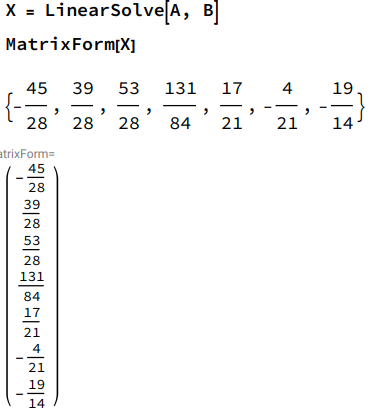 X = LinearSolve[A, B]
MatrixForm[X]
{-45/28, 39/28, 53/28, 131/84, 17/21, -4/21, -19/14}
atrixForm=
-45/28
39/28
53/28
131/84
17/21
-4/21
-19/14